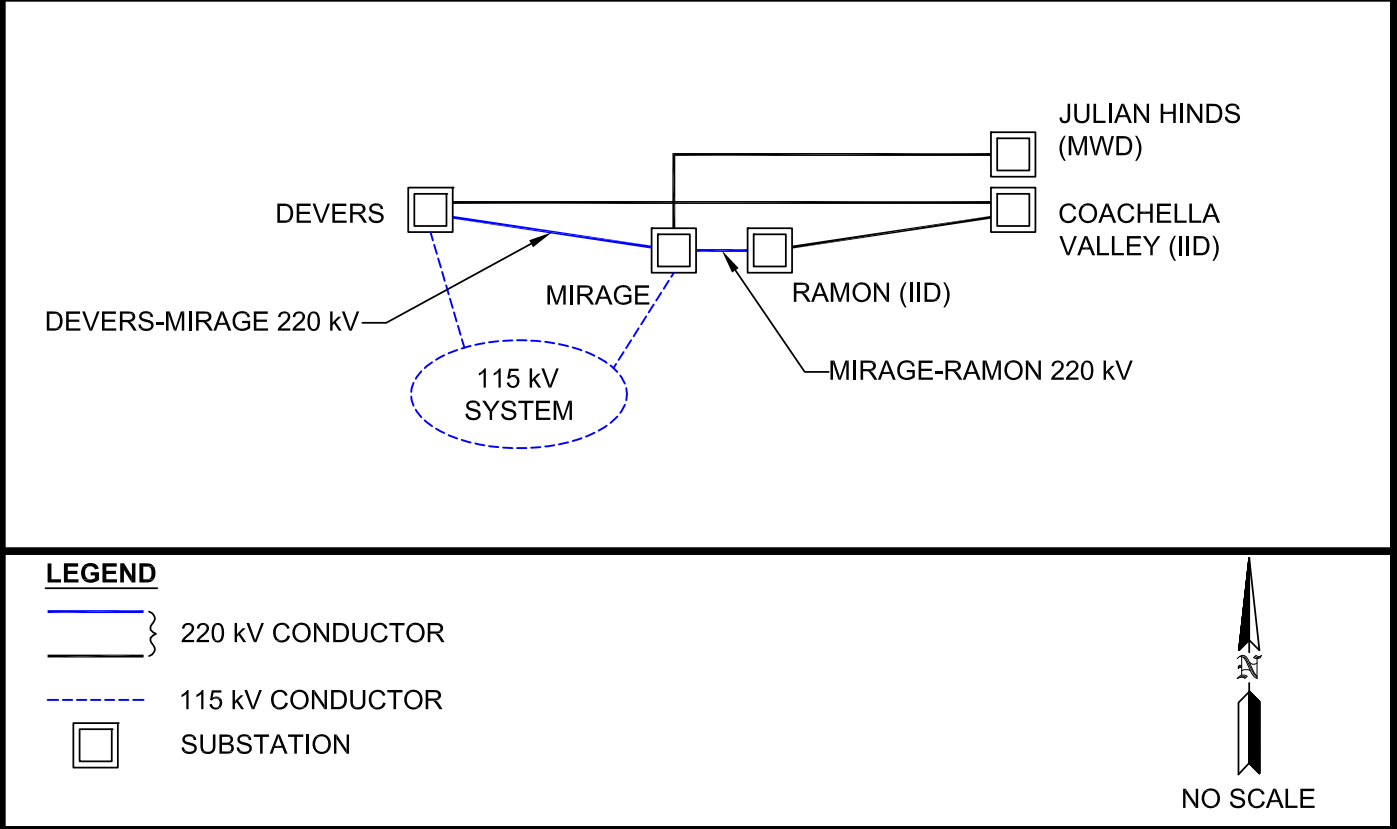 JULIAN HINDS
(MWD)
DEVERS
COACHELLA
VALLEY (IID)
MIRAGE
RAMON (IID)
DEVERS-MIRAGE 220 kV
MIRAGE-RAMON 220 kV
115 kV
SYSTEM
LEGEND
220 kV CONDUCTOR
115 kV CONDUCTOR
SUBSTATION
N
NO SCALE